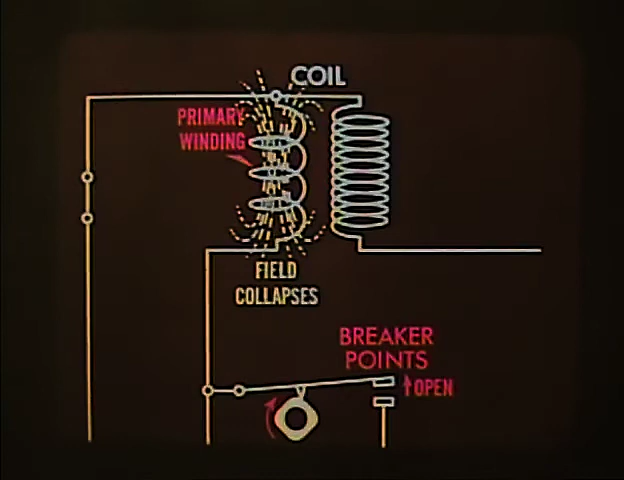 COIL
PRIMARY
WINDING
FIELD
COLLAPSES
BREAKER
POINTS
OPEN